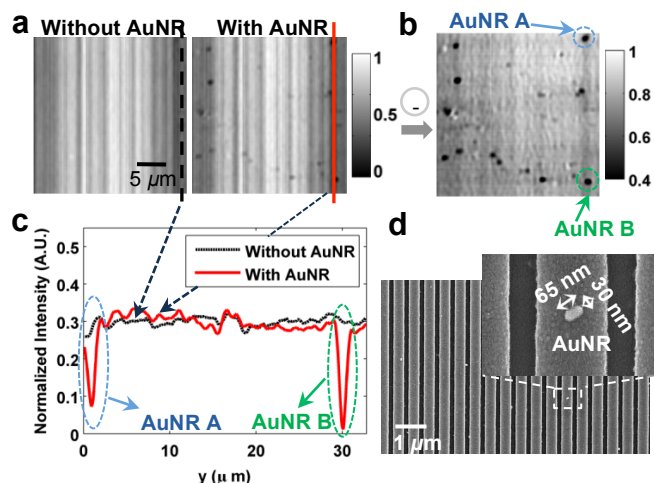 a
Without AuNR
With AuNR
5 µm
1
0.5
0
-
b
AuNR A
1
0.8
0.6
0.4
AuNR B
c
Normalized Intensity (A.U.)
0.5
0.4
0.3
0.2
0.1
0
Without AuNR
With AuNR
AuNR A
AuNR B
0 10 20 30
y (µ m)
d
65 nm
30 nm
AuNR
1 µm